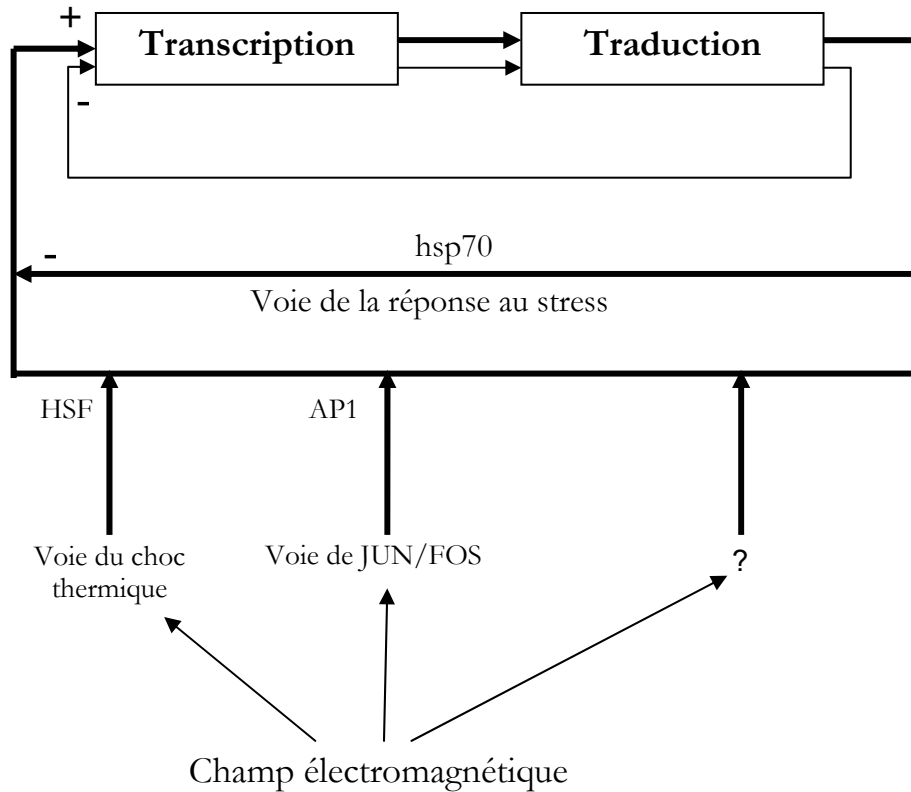 +
Transcription
Traduction
-
-
hsp70
Voie de la réponse au stress
HSF
AP1
Voie du choc
thermique
Voie de JUN/FOS
?
Champ électromagnétique